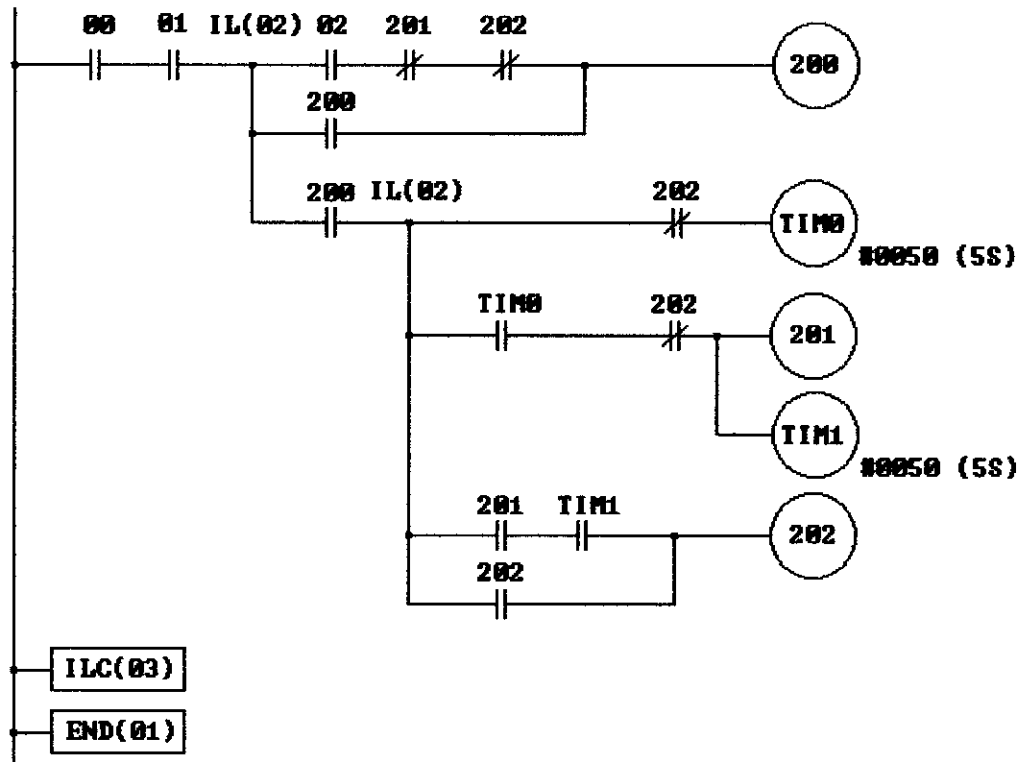 00 01 IL(02) 02 201 202
200
200
200 IL(02) 202
TIM0
#0050 (5S)
TIM0 202
201
TIM1
#0050 (5S)
201 TIM1
202
202
ILC(03)
END(01)